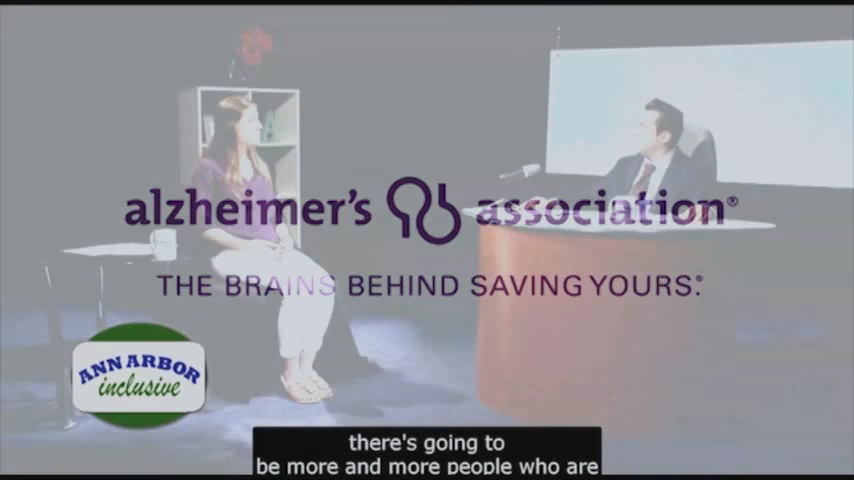 alzheimer's association®
THE BRAINS BEHIND SAVING YOURS.®
ANN ARBOR
inclusive
there's going to
be more and more people who are